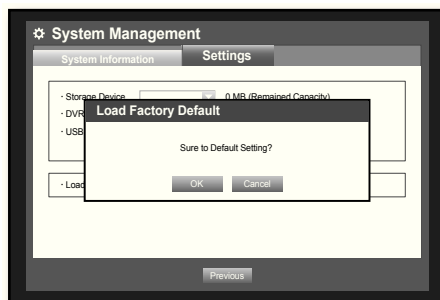 System Management
System Information Settings
· Storage Device 0 MB (Remained Capacity)
· DVR
· USB
Load Factory Default
Sure to Default Setting?
OK Cancel
· Load
Previous